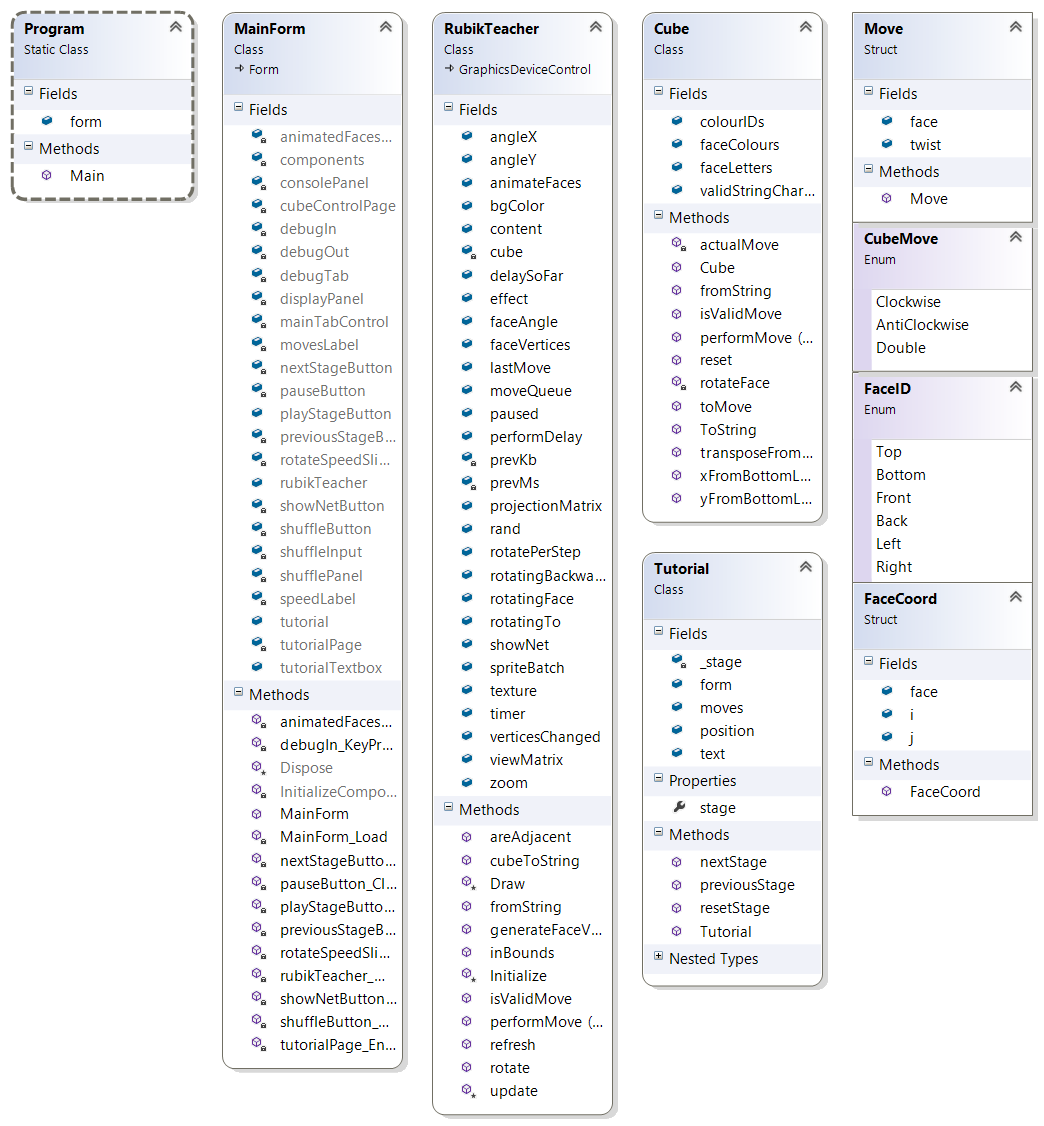 Program
Static Class
Fields
form
Methods
Main
MainForm
Class
Form
Fields
animatedFaces...
components
consolePanel
cubeControlPage
debugIn
debugOut
debugTab
displayPanel
mainTabControl
movesLabel
nextStageButton
pauseButton
playStageButton
previousStageB...
rotateSpeedSli...
rubikTeacher
showNetButton
shuffleButton
shuffleInput
shufflePanel
speedLabel
tutorial
tutorialPage
tutorialTextbox
Methods
animatedFaces...
debugIn_KeyPr...
Dispose
InitializeCompo...
MainForm
MainForm_Load
nextStageButto...
pauseButton_Cl...
playStageButto...
previousStageB...
rotateSpeedSli...
rubikTeacher_...
showNetButton...
shuffleButton_...
tutorialPage_En...
RubikTeacher
Class
GraphicsDeviceControl
Fields
angleX
angleY
animateFaces
bgColor
content
cube
delaySoFar
effect
faceAngle
faceVertices
lastMove
moveQueue
paused
performDelay
prevKb
prevMs
projectionMatrix
rand
rotatePerStep
rotatingBackwa...
rotatingFace
rotatingTo
showNet
spriteBatch
texture
timer
verticesChanged
viewMatrix
zoom
Methods
areAdjacent
cubeToString
Draw
fromString
generateFaceV...
inBounds
Initialize
isValidMove
performMove (...
refresh
rotate
update
Cube
Class
Fields
colourIDs
faceColours
faceLetters
validStringChar...
Methods
actualMove
Cube
fromString
isValidMove
performMove (...
reset
rotateFace
toMove
ToString
transposeFrom...
xFromBottomL...
yFromBottomL...
Tutorial
Class
Fields
_stage
form
moves
position
text
Properties
stage
Methods
nextStage
previousStage
resetStage
Tutorial
Nested Types
Move
Struct
Fields
face
twist
Methods
Move
CubeMove
Enum
Clockwise
AntiClockwise
Double
FaceID
Enum
Top
Bottom
Front
Back
Left
Right
FaceCoord
Struct
Fields
face
i
j
Methods
FaceCoord